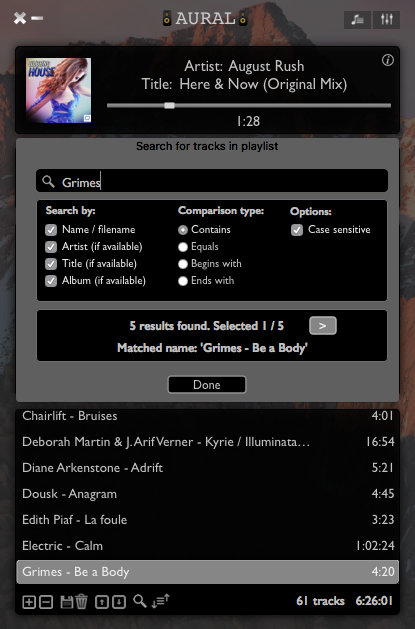 AURAL
HOUSE
Artist: August Rush
Title: Here & Now (Original Mix)
1:28
Search for tracks in playlist
Grimes
Search by:
Comparison type:
Options:
Name / filename
Contains
Case sensitive
Artist (if available)
Equals
Title (if available)
Begins with
Album (if available)
Ends with
5 results found. Selected 1 / 5 >
Matched name: 'Grimes - Be a Body'
Done
Chairlift - Bruises 4:01
Deborah Martin & J. Arif Verner - Kyrie / Illuminata... 16:54
Diane Arkenstone - Adrift 5:21
Dousk - Anagram 4:45
Edith Piaf - La foule 3:23
Electric - Calm 1:02:24
Grimes - Be a Body 4:20
61 tracks 6:26:01